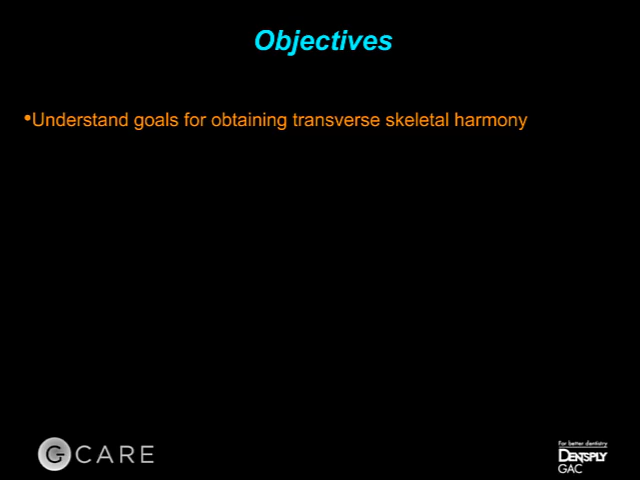 Objectives
•Understand goals for obtaining transverse skeletal harmony
G CARE
For better dentistry
DENTSPLY
GAC